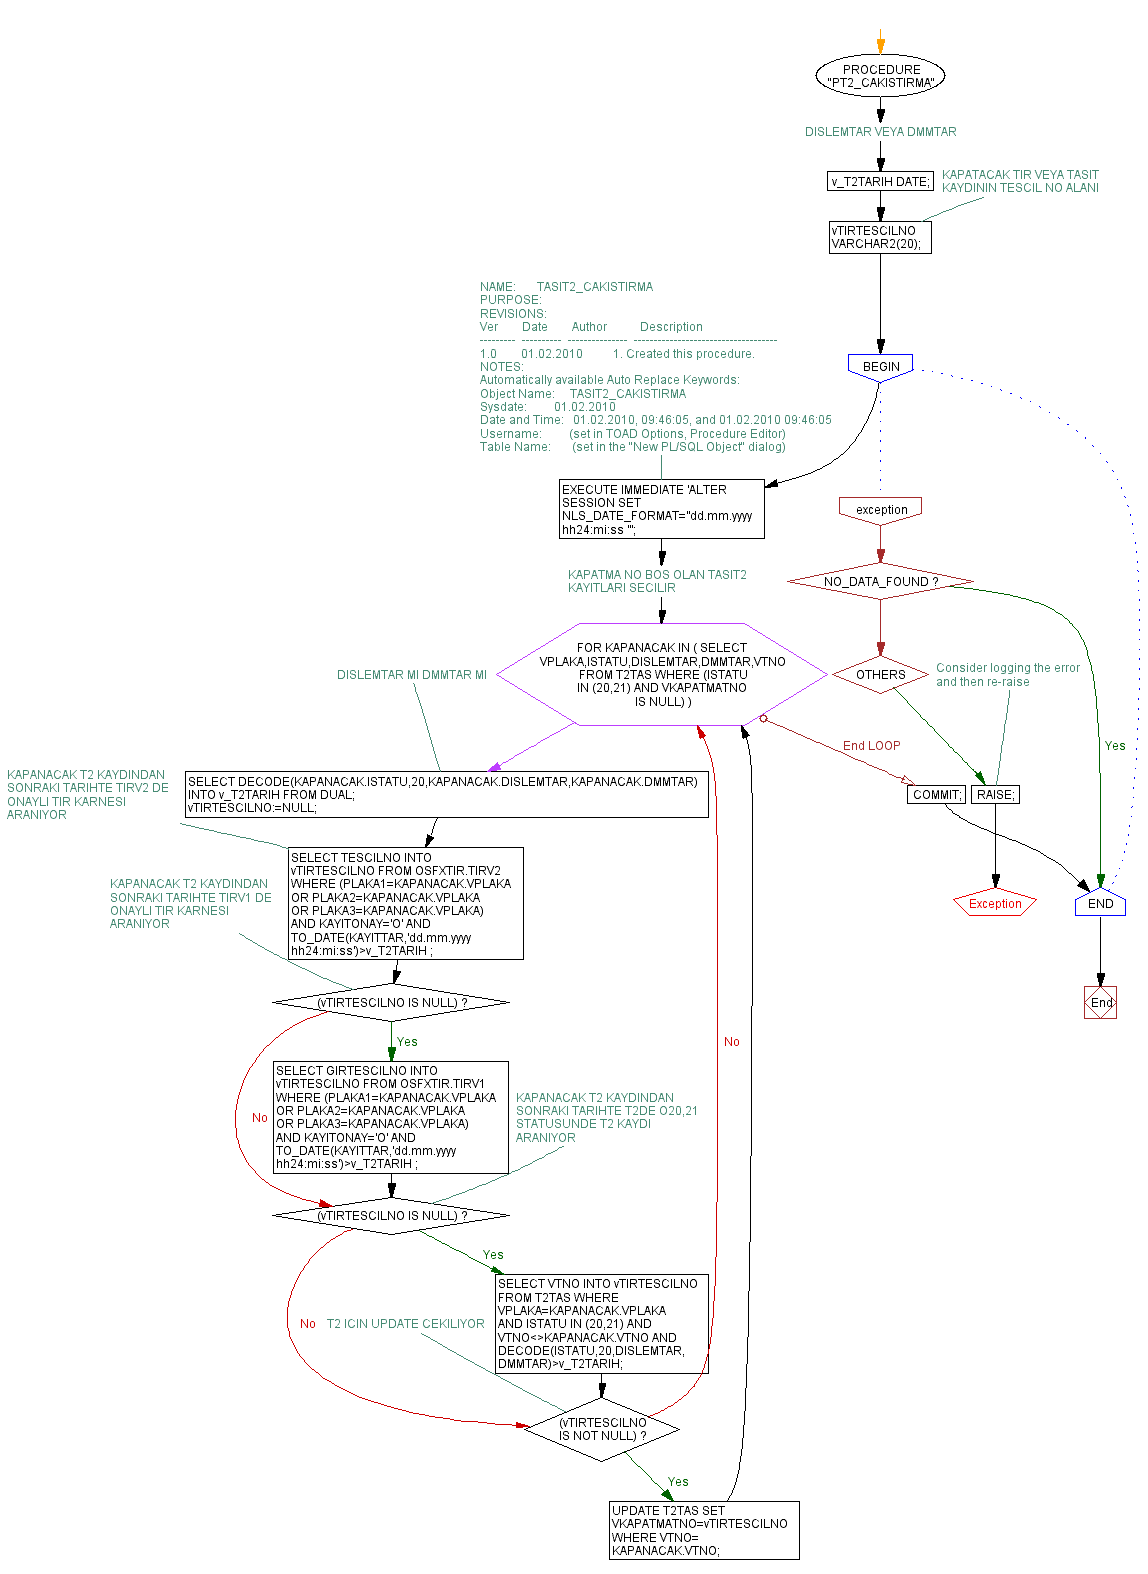 PROCEDURE
"PT2_CAKISTIRMA"
DISLEMTAR VEYA DMMTAR
v_T2TARIH DATE;
KAPATACAK TIR VEYA TASIT
KAYDININ TESCIL NO ALANI
vTIRTESCILNO
VARCHAR2(20);
NAME: TASIT2_CAKISTIRMA
PURPOSE:
REVISIONS:
Ver Date Author Description
--------- ---------- --------------- ------------------------------------
1.0 01.02.2010 1. Created this procedure.
NOTES:
Automatically available Auto Replace Keywords:
Object Name: TASIT2_CAKISTIRMA
Sysdate: 01.02.2010
Date and Time: 01.02.2010, 09:46:05, and 01.02.2010 09:46:05
Username: (set in TOAD Options, Procedure Editor)
Table Name: (set in the "New PL/SQL Object" dialog)
BEGIN
EXECUTE IMMEDIATE 'ALTER
SESSION SET
NLS_DATE_FORMAT="dd.mm.yyyy
hh24:mi:ss "';
exception
KAPATMA NO BOS OLAN TASIT2
KAYITLARI SECILIR
NO_DATA_FOUND ?
FOR KAPANACAK IN ( SELECT
VPLAKA,ISTATU,DISLEMTAR,DMMTAR,VTNO
FROM T2TAS WHERE (ISTATU
IN (20,21) AND VKAPATMATNO
IS NULL) )
OTHERS
Consider logging the error
and then re-raise
DISLEMTAR MI DMMTAR MI
End LOOP
Yes
COMMIT;
RAISE;
KAPANACAK T2 KAYDINDAN
SONRAKI TARIHTE TIRV2 DE
ONAYLI TIR KARNESI
ARANIYOR
SELECT DECODE(KAPANACAK.ISTATU,20,KAPANACAK.DISLEMTAR,KAPANACAK.DMMTAR)
INTO v_T2TARIH FROM DUAL;
vTIRTESCILNO:=NULL;
SELECT TESCILNO INTO
vTIRTESCILNO FROM OSFXTIR.TIRV2
WHERE (PLAKA1=KAPANACAK.VPLAKA
OR PLAKA2=KAPANACAK.VPLAKA
OR PLAKA3=KAPANACAK.VPLAKA)
AND KAYITONAY='O' AND
TO_DATE(KAYITTAR,'dd.mm.yyyy
hh24:mi:ss')>v_T2TARIH ;
Exception
END
KAPANACAK T2 KAYDINDAN
SONRAKI TARIHTE TIRV1 DE
ONAYLI TIR KARNESI
ARANIYOR
(vTIRTESCILNO IS NULL) ?
End
Yes
No
SELECT GIRTESCILNO INTO
vTIRTESCILNO FROM OSFXTIR.TIRV1
WHERE (PLAKA1=KAPANACAK.VPLAKA
OR PLAKA2=KAPANACAK.VPLAKA
OR PLAKA3=KAPANACAK.VPLAKA)
AND KAYITONAY='O' AND
TO_DATE(KAYITTAR,'dd.mm.yyyy
hh24:mi:ss')>v_T2TARIH ;
No
KAPANACAK T2 KAYDINDAN
SONRAKI TARIHTE T2DE O20,21
STATUSUNDE T2 KAYDI
ARANIYOR
(vTIRTESCILNO IS NULL) ?
Yes
SELECT VTNO INTO vTIRTESCILNO
FROM T2TAS WHERE
VPLAKA=KAPANACAK.VPLAKA
AND ISTATU IN (20,21) AND
VTNO<>KAPANACAK.VTNO AND
DECODE(ISTATU,20,DISLEMTAR,
DMMTAR)>v_T2TARIH;
No
T2 ICIN UPDATE CEKILIYOR
(vTIRTESCILNO
IS NOT NULL) ?
Yes
UPDATE T2TAS SET
VKAPATMATNO=vTIRTESCILNO
WHERE VTNO=
KAPANACAK.VTNO;